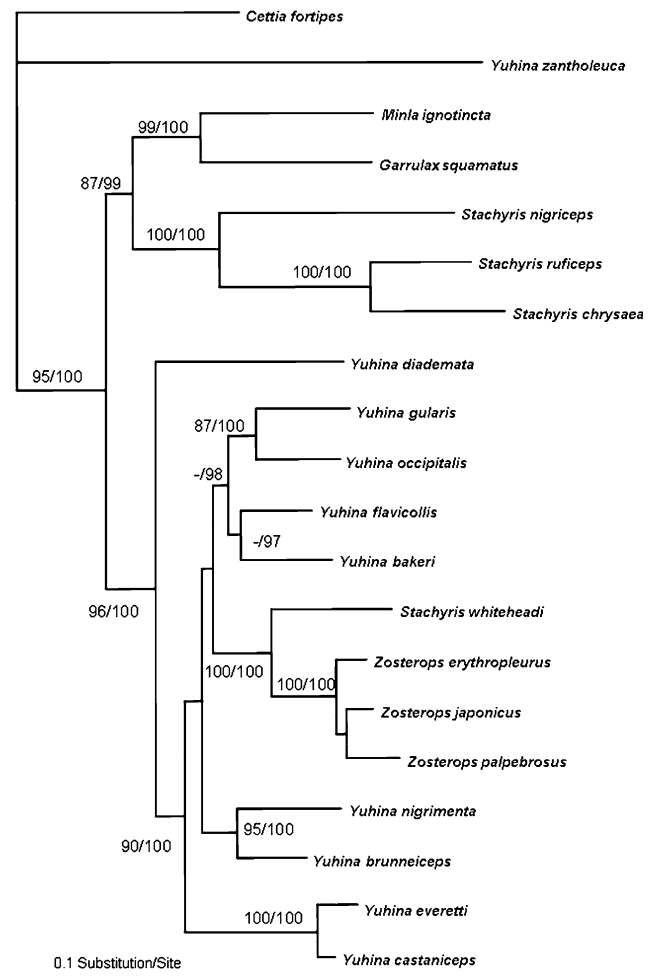 Cettia fortipes
Yuhina zantholeuca
Minla ignotincta
99/100
Garrulax squamatus
87/99
Stachyris nigriceps
100/100
Stachyris ruficeps
100/100
Stachyris chrysaea
Yuhina diademata
95/100
Yuhina gularis
87/100
Yuhina occipitalis
-/98
Yuhina flavicollis
-/97
Yuhina bakeri
Stachyris whiteheadi
96/100
Zosterops erythropleurus
100/100
100/100
Zosterops japonicus
Zosterops palpebrosus
Yuhina nigrimenta
95/100
90/100
Yuhina brunneiceps
Yuhina everetti
100/100
Yuhina castaniceps
0.1 Substitution/Site